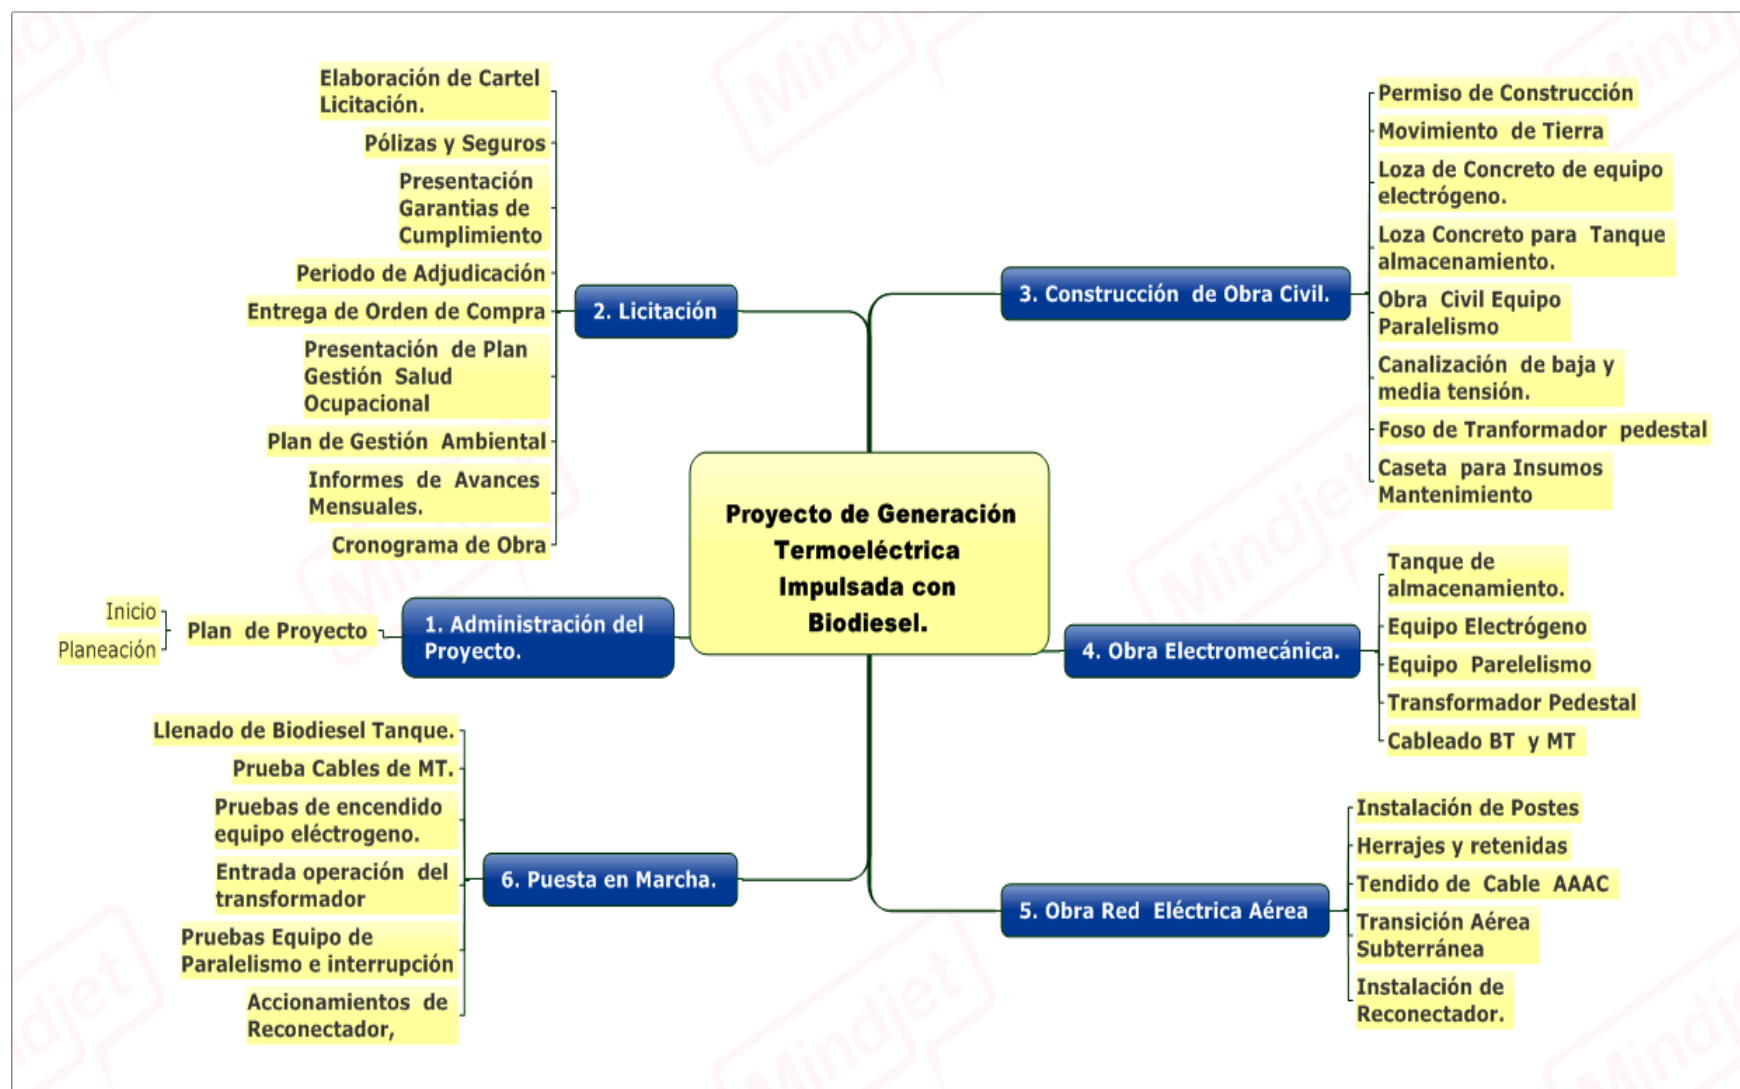 Proyecto de Generación
Termoeléctrica
Impulsada con
Biodiesel.
1. Administración del
Proyecto.
Plan de Proyecto
Inicio
Planeación
2. Licitación
Elaboración de Cartel
Licitación.
Pólizas y Seguros
Presentación
Garantias de
Cumplimiento
Periodo de Adjudicación
Entrega de Orden de Compra
Presentación de Plan
Gestión Salud
Ocupacional
Plan de Gestión Ambiental
Informes de Avances
Mensuales.
Cronograma de Obra
3. Construcción de Obra Civil.
Permiso de Construcción
Movimiento de Tierra
Loza de Concreto de equipo
electrógeno.
Loza Concreto para Tanque
almacenamiento.
Obra Civil Equipo
Paralelismo
Canalización de baja y
media tensión.
Foso de Tranformador pedestal
Caseta para Insumos
Mantenimiento
4. Obra Electromecánica.
Tanque de
almacenamiento.
Equipo Electrógeno
Equipo Parelelismo
Transformador Pedestal
Cableado BT y MT
5. Obra Red Eléctrica Aérea
Instalación de Postes
Herrajes y retenidas
Tendido de Cable AAAC
Transición Aérea
Subterránea
Instalación de
Reconectador.
6. Puesta en Marcha.
Llenado de Biodiesel Tanque.
Prueba Cables de MT.
Pruebas de encendido
equipo eléctrogeno.
Entrada operación del
transformador
Pruebas Equipo de
Paralelismo e interrupción
Accionamientos de
Reconectador,
Mindjet
Mindjet
Mindjet
Mindjet
Mindjet
Mindjet
Mindjet
Mindjet